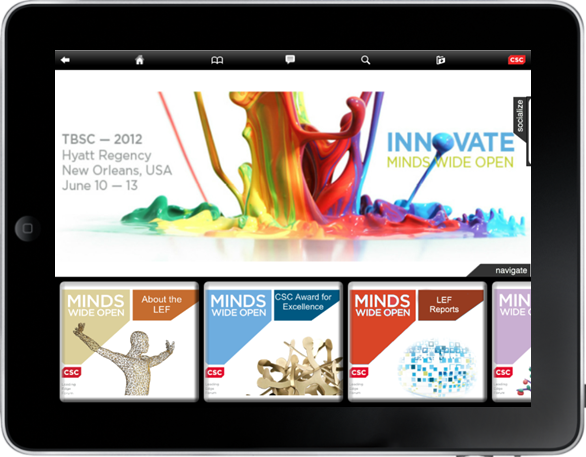 CSC
socialize
TBSC — 2012
Hyatt Regency
New Orleans, USA
June 10 — 13
INNOVATE
MINDS WIDE OPEN
navigate
MINDS
WIDE OPEN
About the
LEF
CSC
MINDS
WIDE OPEN
CSC Award for
Excellence
CSC
MINDS
WIDE OPEN
LEF
Reports
CSC
MIN
WIDE O
CSC